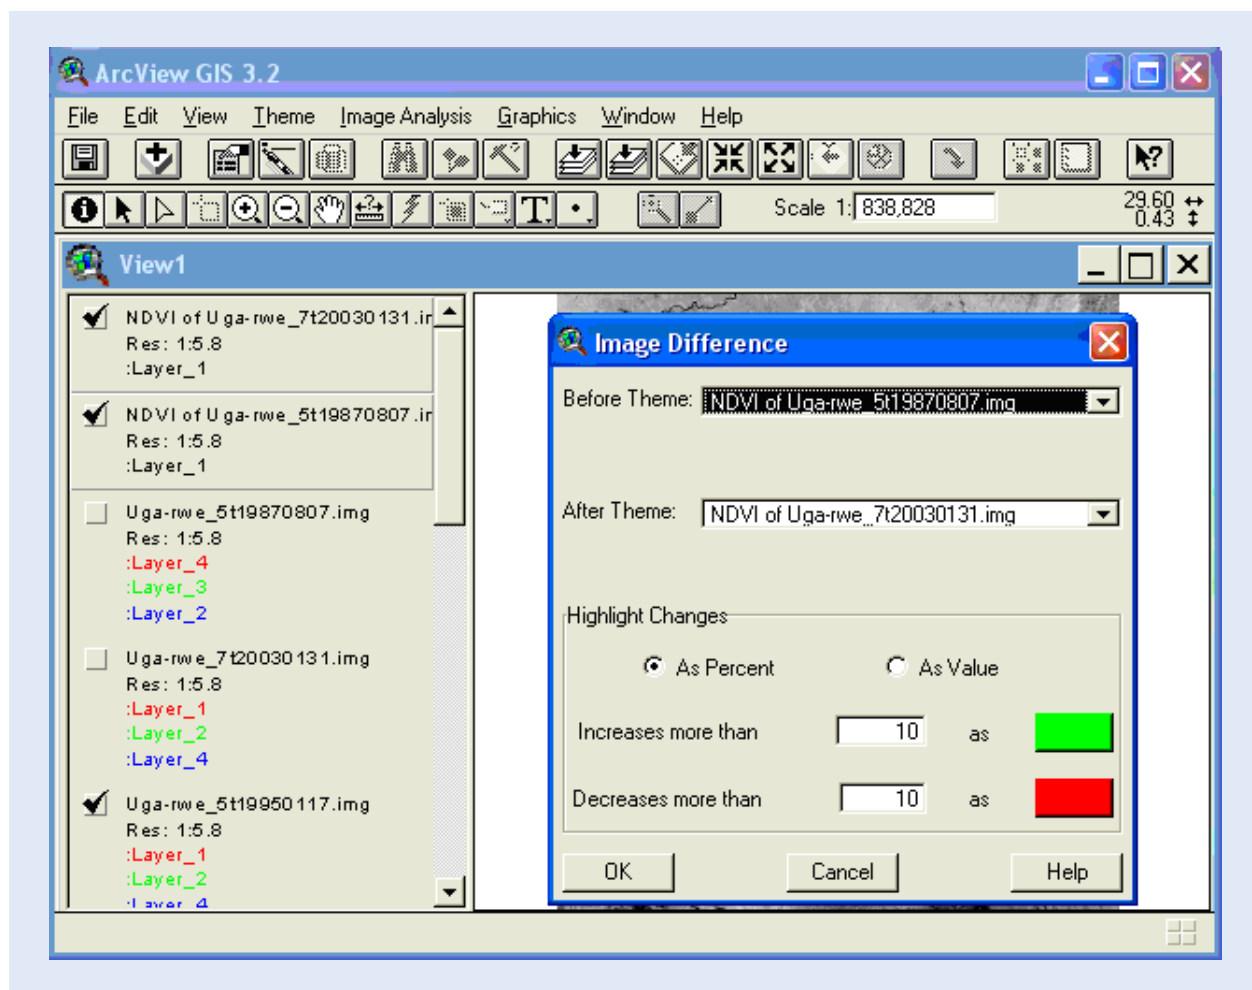 ArcView GIS 3.2
File Edit View Theme Image Analysis Graphics Window Help
Scale 1: 838,828
29.60
0.43
View1
NDVI of Uga-rwe_7t20030131.ir
Res: 1:5.8
:Layer_1
NDVI of Uga-rwe_5t19870807.ir
Res: 1:5.8
:Layer_1
Uga-rwe_5t19870807.img
Res: 1:5.8
:Layer_4
:Layer_3
:Layer_2
Uga-rwe_7t20030131.img
Res: 1:5.8
:Layer_1
:Layer_2
:Layer_4
Uga-rwe_5t19950117.img
Res: 1:5.8
:Layer_1
:Layer_2
:Layer_4
Image Difference
Before Theme: NDVI of Uga-rwe_5t19870807.img
After Theme: NDVI of Uga-rwe_7t20030131.img
Highlight Changes
As Percent As Value
Increases more than 10 as
Decreases more than 10 as
OK Cancel Help